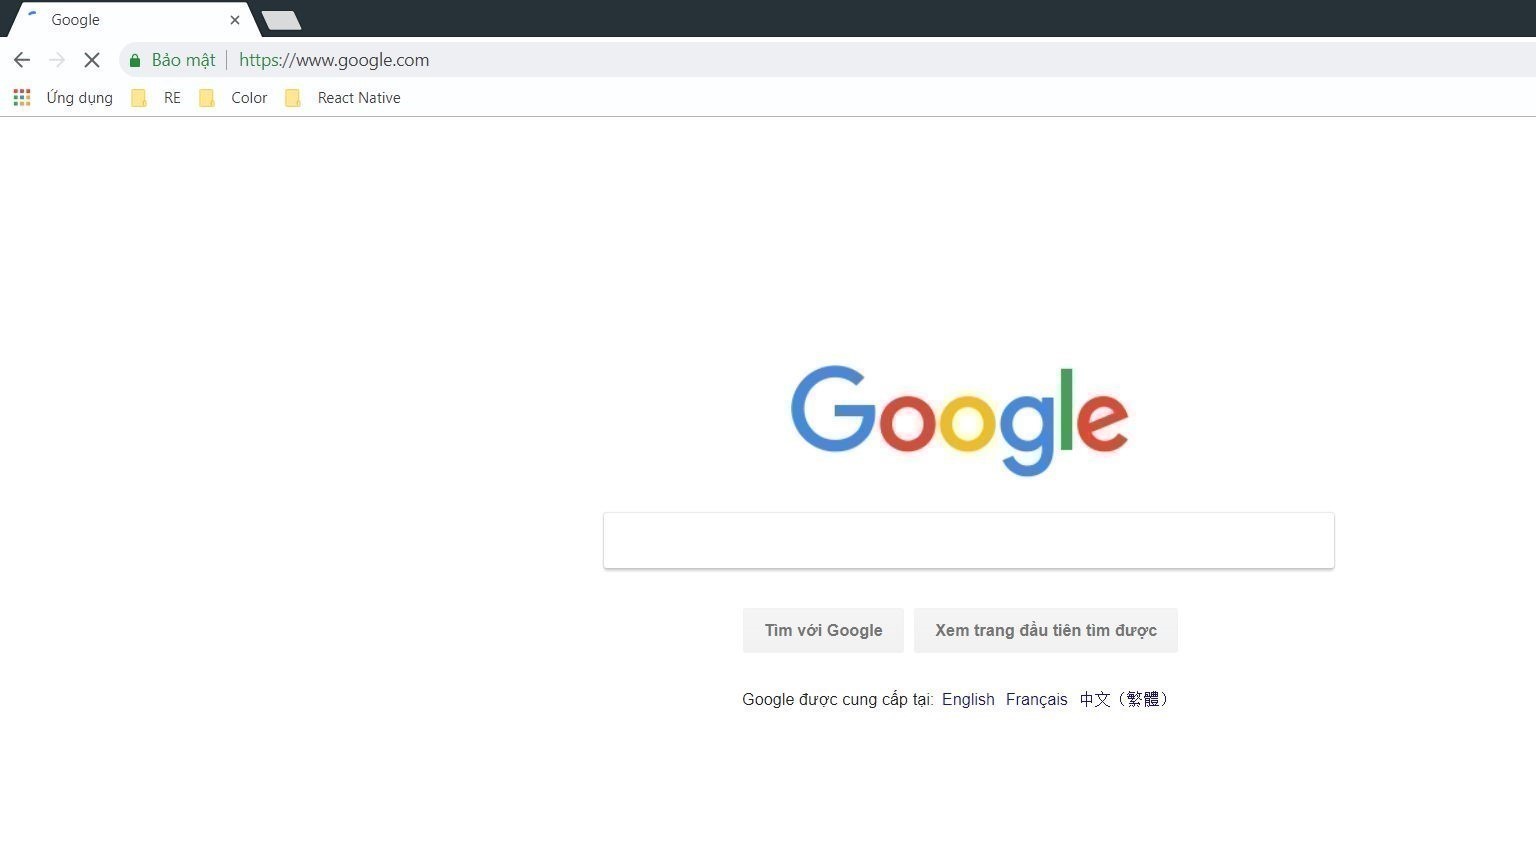 Google
Bảo mật https://www.google.com
Ứng dụng RE Color React Native
Google
Tìm với Google Xem trang đầu tiên tìm được
Google được cung cấp tại: English Français 中文（繁體）